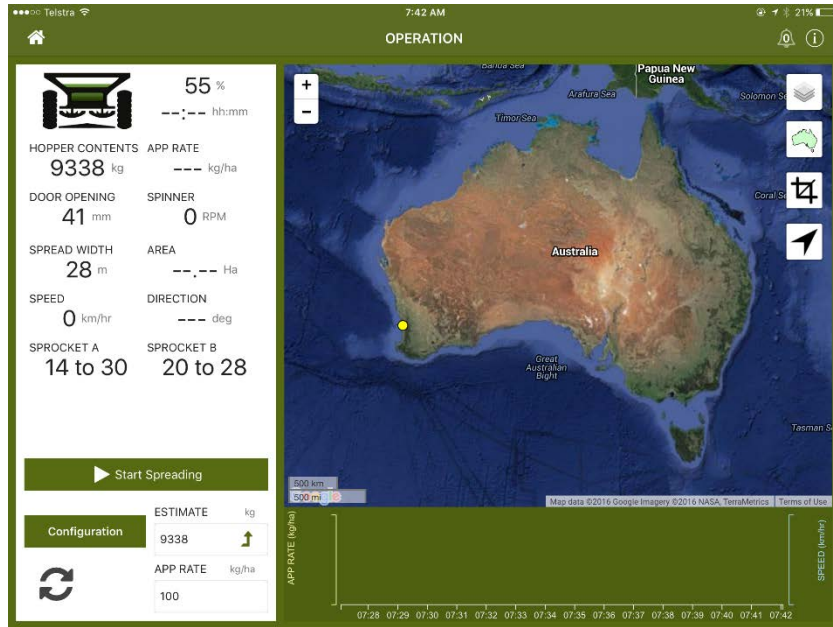 Telstra 7:42 AM 21%
OPERATION 0 i
55 %
--:-- hh:mm
HOPPER CONTENTS APP RATE
9338 kg --- kg/ha
DOOR OPENING SPINNER
41 mm 0 RPM
SPREAD WIDTH AREA
28 m --.-- Ha
SPEED DIRECTION
0 km/hr --- deg
SPROCKET A SPROCKET B
14 to 30 20 to 28
Start Spreading
Configuration
ESTIMATE kg
9338
APP RATE kg/ha
100
+
-
Banda Sea
Papua New
Guinea
Arafura Sea
Solomon Se
Timor Sea
Coral Se
Australia
Great
Australian
Bight
Tasman S
500 km
500 mi
Map data ©2016 Google Imagery ©2016 NASA, TerraMetrics Terms of Use
APP RATE (kg/ha)
SPEED (km/hr)
07:28 07:29 07:30 07:31 07:32 07:33 07:34 07:35 07:36 07:37 07:38 07:39 07:40 07:41 07:42